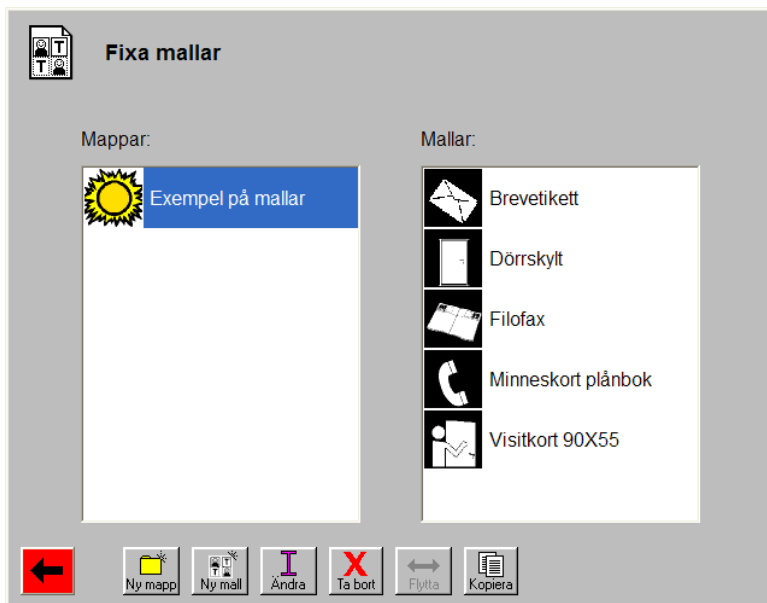 Fixa mallar
Mappar:
Mallar:
Exempel på mallar
Brevetikett
Dörrskylt
Filofax
Minneskort plånbok
Visitkort 90X55
Ny mapp
Ny mall
Ändra
Ta bort
Flytta
Kopiera